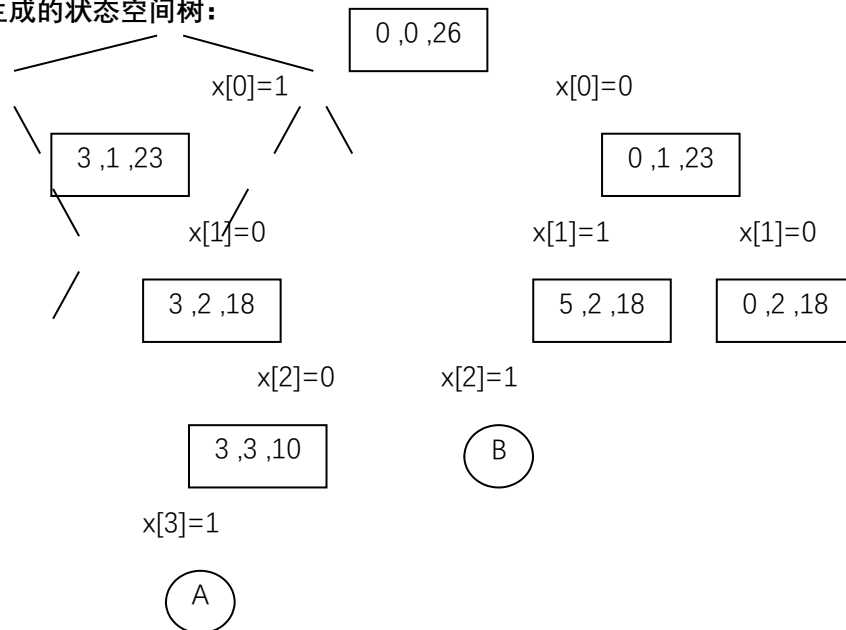 成的状态空间树：
0 ,0 ,26
x[0]=1
x[0]=0
3 ,1 ,23
0 ,1 ,23
x[1]=0
x[1]=1
x[1]=0
3 ,2 ,18
5 ,2 ,18
0 ,2 ,18
x[2]=0
x[2]=1
3 ,3 ,10
B
x[3]=1
A